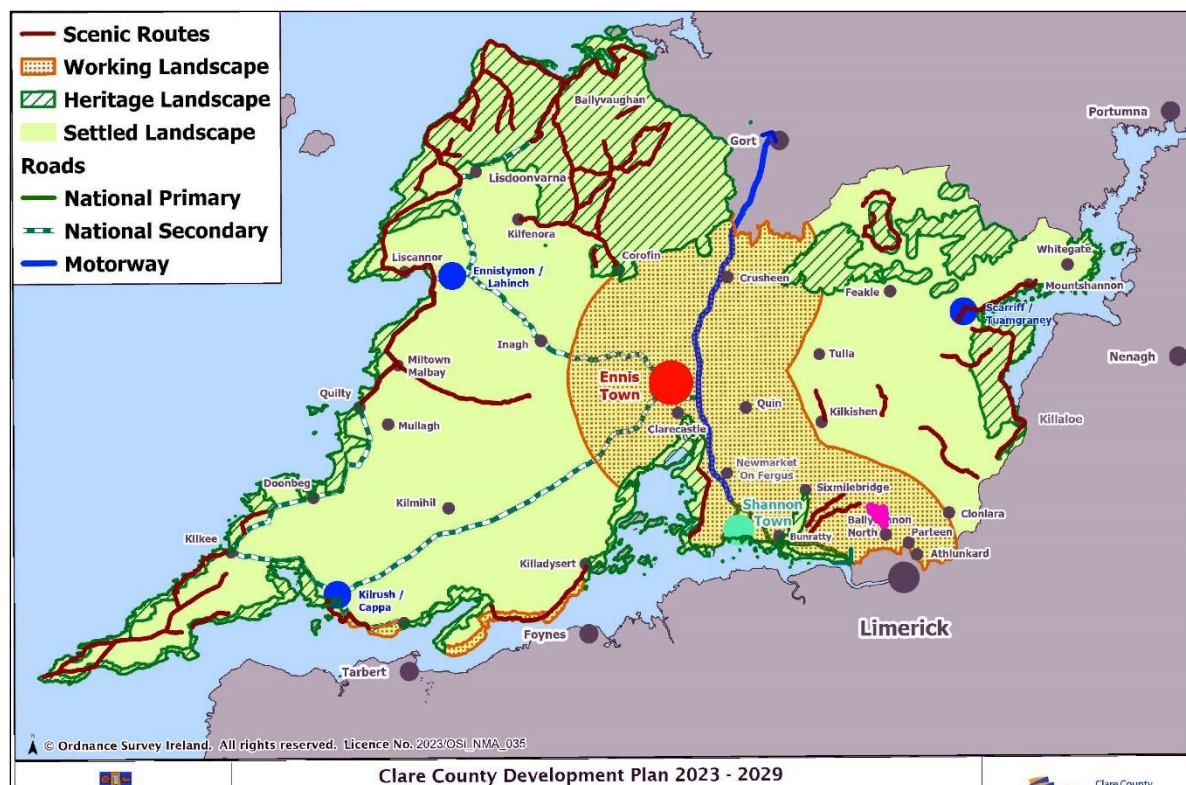 Scenic Routes
Working Landscape
Heritage Landscape
Settled Landscape
Roads
National Primary
National Secondary
Motorway
Ballyvaughan
Portumna
Gort
Lisdoonvarna
Kilfenora
Whitegate
Liscannor
Corofin
Ennistymon /
Lahinch
Crusheen
Feakle
Mountshannon
Scarriff /
Tuamgraney
Inagh
Tulla
Nenagh
Miltown
Malbay
Ennis
Town
Quilty
Quin
Kilkishen
Killaloe
Mullagh
Clarecastle
Newmarket
On Fergus
Sixmilebridge
Doonbeg
Kilmihil
Shannon
Town
Clonlara
North
Parteen
Bunratty
Athlunkard
Kilkee
Killadysert
Kilrush /
Cappa
Foynes
Limerick
Tarbert
© Ordnance Survey Ireland. All rights reserved. Licence No. 2023/OSi_NMA_035
Clare County Development Plan 2023 - 2029
Clare County